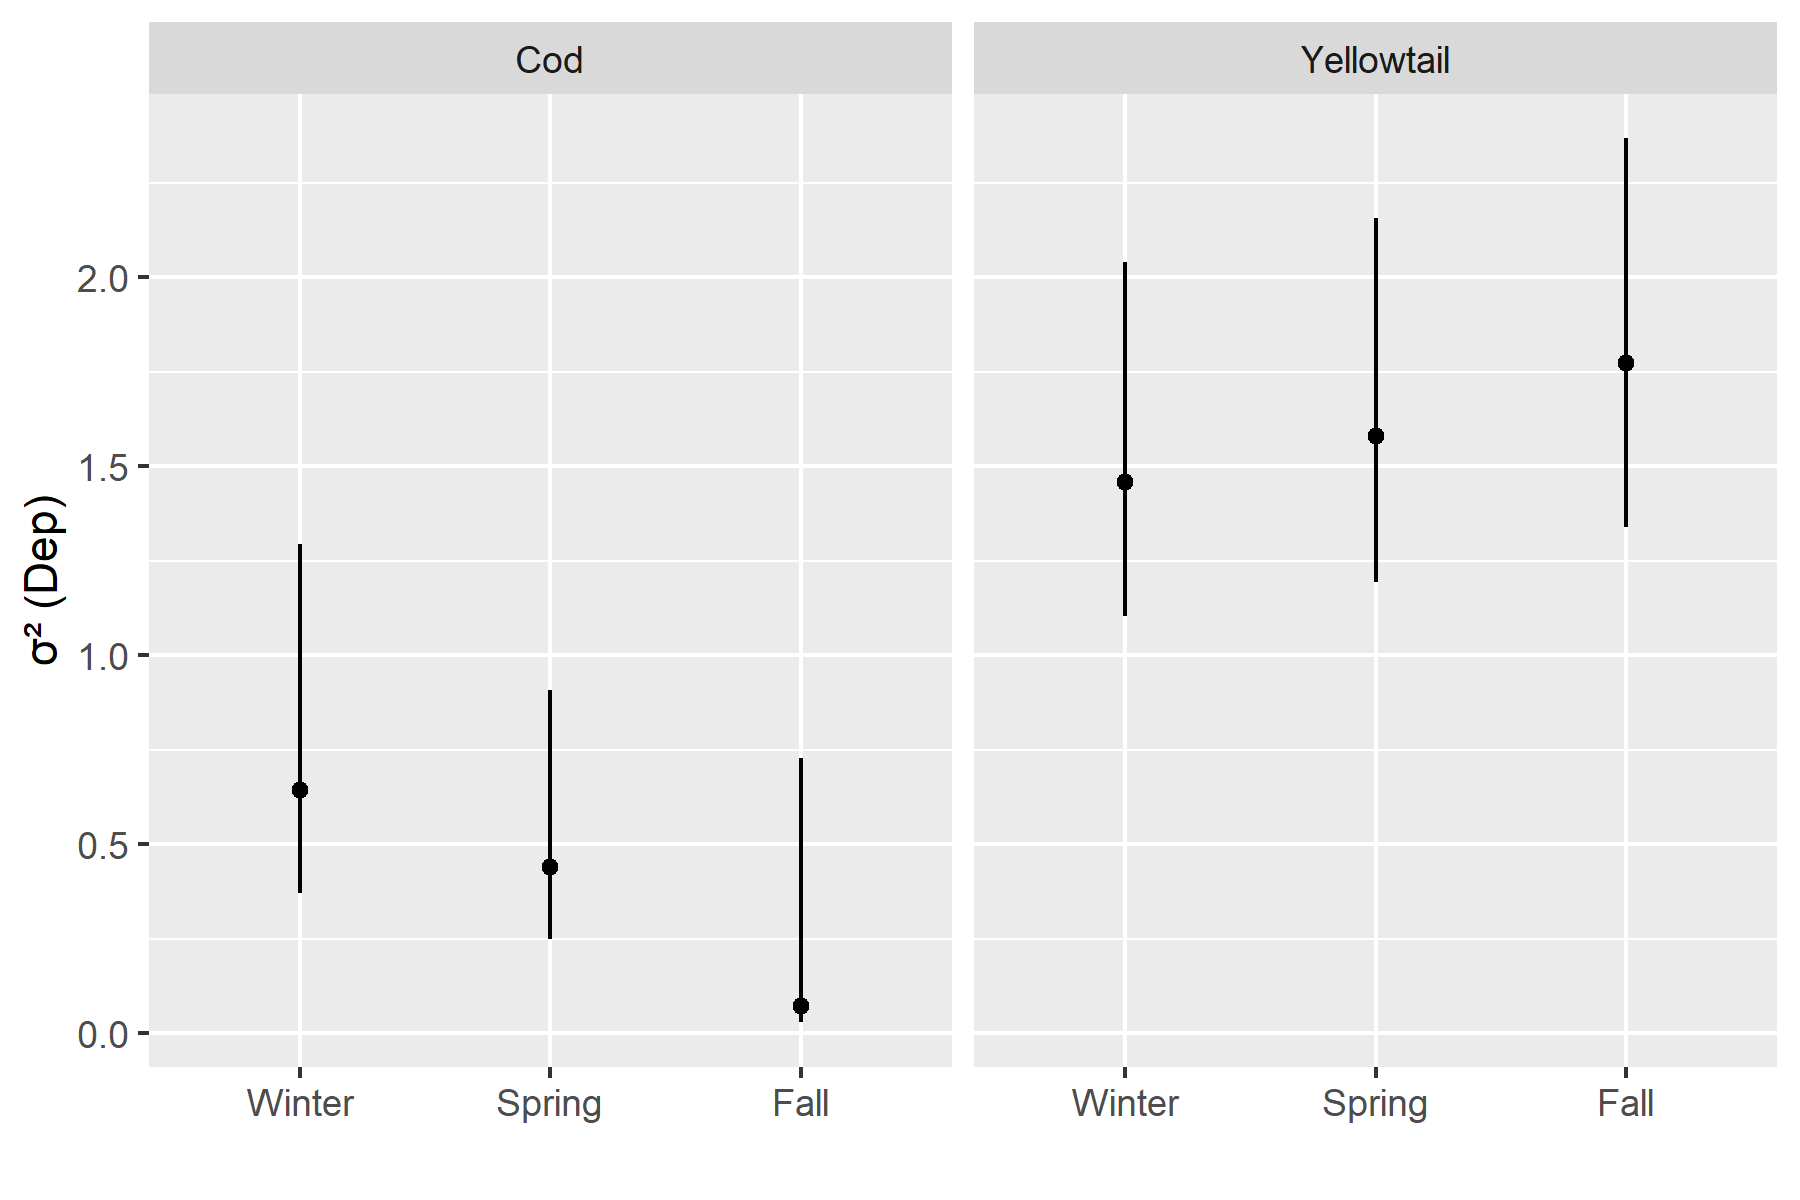 Cod
Yellowtail
σ² (Dep)
2.0
1.5
1.0
0.5
0.0
Winter Spring Fall
Winter Spring Fall